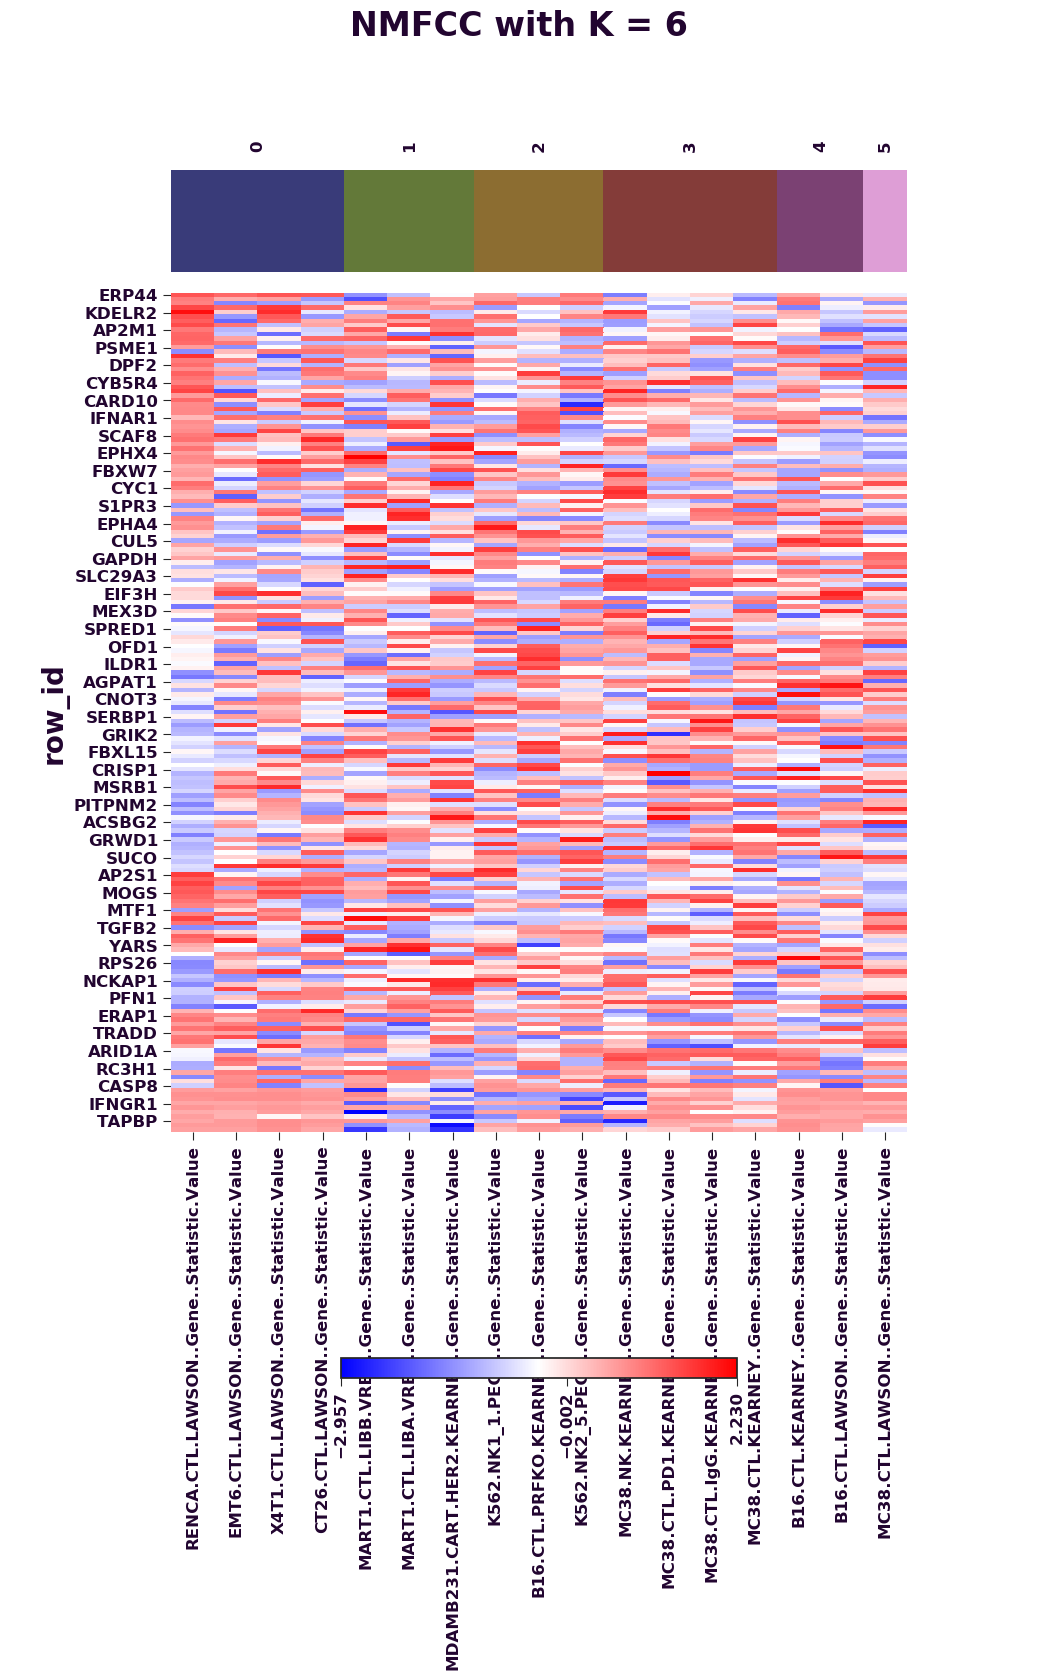 NMFCC with K = 6
0
1
2
3
4
5
row_id
ERP44
KDELR2
AP2M1
PSME1
DPF2
CYB5R4
CARD10
IFNAR1
SCAF8
EPHX4
FBXW7
CYC1
S1PR3
EPHA4
CUL5
GAPDH
SLC29A3
EIF3H
MEX3D
SPRED1
OFD1
ILDR1
AGPAT1
CNOT3
SERBP1
GRIK2
FBXL15
CRISP1
MSRB1
PITPNM2
ACSBG2
GRWD1
SUCO
AP2S1
MOGS
MTF1
TGFB2
YARS
RPS26
NCKAP1
PFN1
ERAP1
TRADD
ARID1A
RC3H1
CASP8
IFNGR1
TAPBP
RENCA.CTL.LAWSON..Gene..Statistic.Value
EMT6.CTL.LAWSON..Gene..Statistic.Value
X4T1.CTL.LAWSON..Gene..Statistic.Value
CT26.CTL.LAWSON..Gene..Statistic.Value
MART1.CTL.LIBB.VRE ..Gene..Statistic.Value
MART1.CTL.LIBA.VRE ..Gene..Statistic.Value
MDAMB231.CART.HER2.KEARN ..Gene..Statistic.Value
K562.NK1_1.PEC ..Gene..Statistic.Value
B16.CTL.PRFKO.KEARN ..Gene..Statistic.Value
K562.NK2_5.PEC ..Gene..Statistic.Value
MC38.NK.KEARN ..Gene..Statistic.Value
MC38.CTL.PD1.KEARN ..Gene..Statistic.Value
MC38.CTL.IgG.KEARN ..Gene..Statistic.Value
MC38.CTL.KEARNEY..Gene..Statistic.Value
B16.CTL.KEARNEY..Gene..Statistic.Value
B16.CTL.LAWSON..Gene..Statistic.Value
MC38.CTL.LAWSON..Gene..Statistic.Value
−2.957
−0.002
2.230